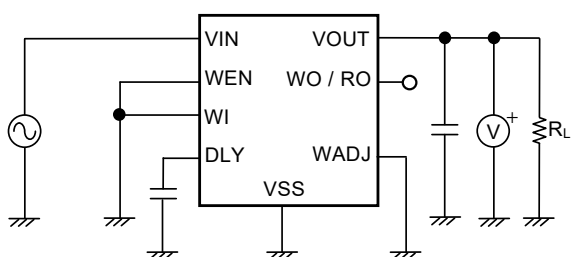 VIN VOUT
WEN WO / RO
WI
V +
RL
DLY WADJ
VSS